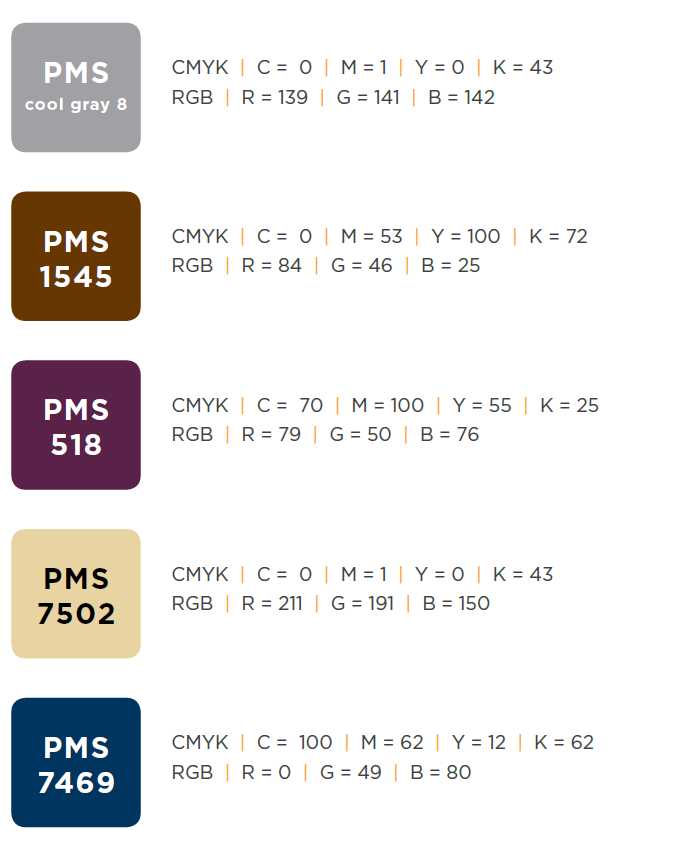 PMS
cool gray 8
CMYK | C = 0 | M = 1 | Y = 0 | K = 43
RGB | R = 139 | G = 141 | B = 142
PMS
1545
CMYK | C = 0 | M = 53 | Y = 100 | K = 72
RGB | R = 84 | G = 46 | B = 25
PMS
518
CMYK | C = 70 | M = 100 | Y = 55 | K = 25
RGB | R = 79 | G = 50 | B = 76
PMS
7502
CMYK | C = 0 | M = 1 | Y = 0 | K = 43
RGB | R = 211 | G = 191 | B = 150
PMS
7469
CMYK | C = 100 | M = 62 | Y = 12 | K = 62
RGB | R = 0 | G = 49 | B = 80